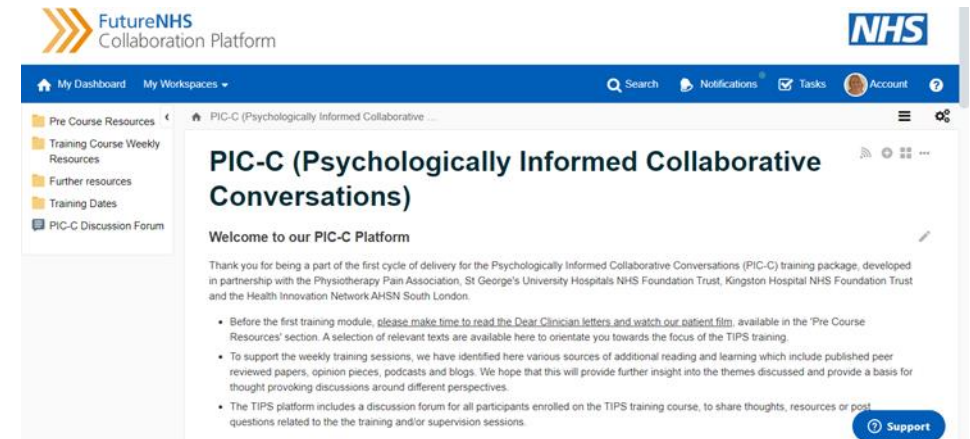 FutureNHS
Collaboration Platform
NHS
My Dashboard My Workspaces
Search Notifications Tasks Account ?
Pre Course Resources
Training Course Weekly
Resources
Further resources
Training Dates
PIC-C Discussion Forum
PIC-C (Psychologically Informed Collaborative ...
PIC-C (Psychologically Informed Collaborative
Conversations)
Welcome to our PIC-C Platform
Thank you for being a part of the first cycle of delivery for the Psychologically Informed Collaborative Conversations (PIC-C) training package, developed
in partnership with the Physiotherapy Pain Association, St George's University Hospitals NHS Foundation Trust, Kingston Hospital NHS Foundation Trust
and the Health Innovation Network AHSN South London.
• Before the first training module, please make time to read the Dear Clinician letters and watch our patient film, available in the 'Pre Course
Resources' section. A selection of relevant texts are available here to orientate you towards the focus of the TIPS training.
• To support the weekly training sessions, we have identified here various sources of additional reading and learning which include published peer
reviewed papers, opinion pieces, podcasts and blogs. We hope that this will provide further insight into the themes discussed and provide a basis for
thought provoking discussions around different perspectives.
• The TIPS platform includes a discussion forum for all participants enrolled on the TIPS training course, to share thoughts, resources or post
questions related to the the training and/or supervision sessions.
? Support